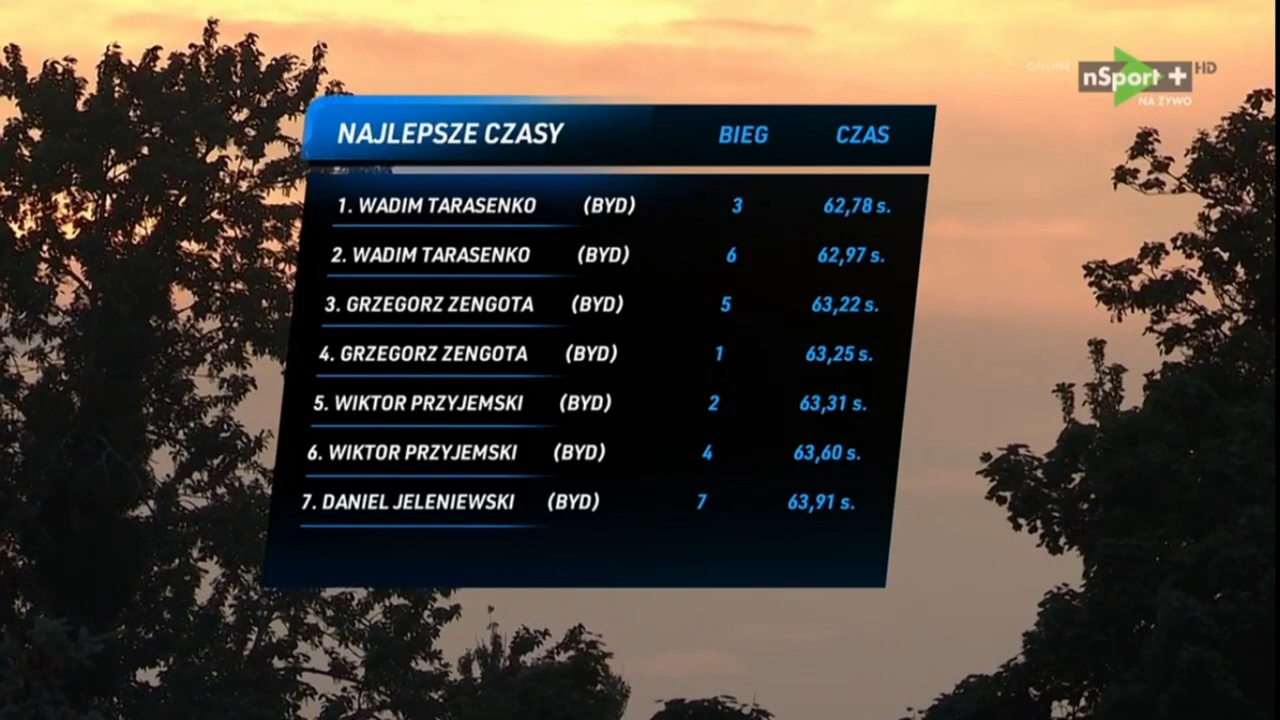 ONLINE nSport+ HD
NA ŻYWO
NAJLEPSZE CZASY BIEG CZAS
1. WADIM TARASENKO (BYD) 3 62,78 s.
2. WADIM TARASENKO (BYD) 6 62,97 s.
3. GRZEGORZ ZENGOTA (BYD) 5 63,22 s.
4. GRZEGORZ ZENGOTA (BYD) 1 63,25 s.
5. WIKTOR PRZYJEMSKI (BYD) 2 63,31 s.
6. WIKTOR PRZYJEMSKI (BYD) 4 63,60 s.
7. DANIEL JELENIEWSKI (BYD) 7 63,91 s.